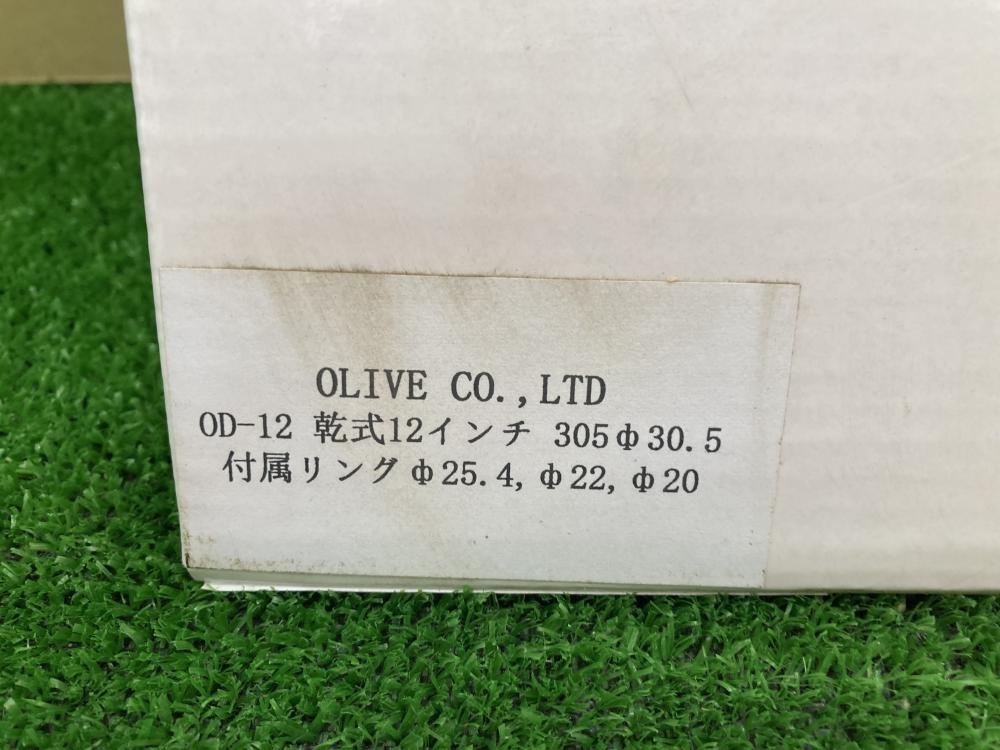 OLIVE CO.,LTD
OD-12 乾式12インチ 305φ30.5
付属リングφ25.4, φ22, φ20